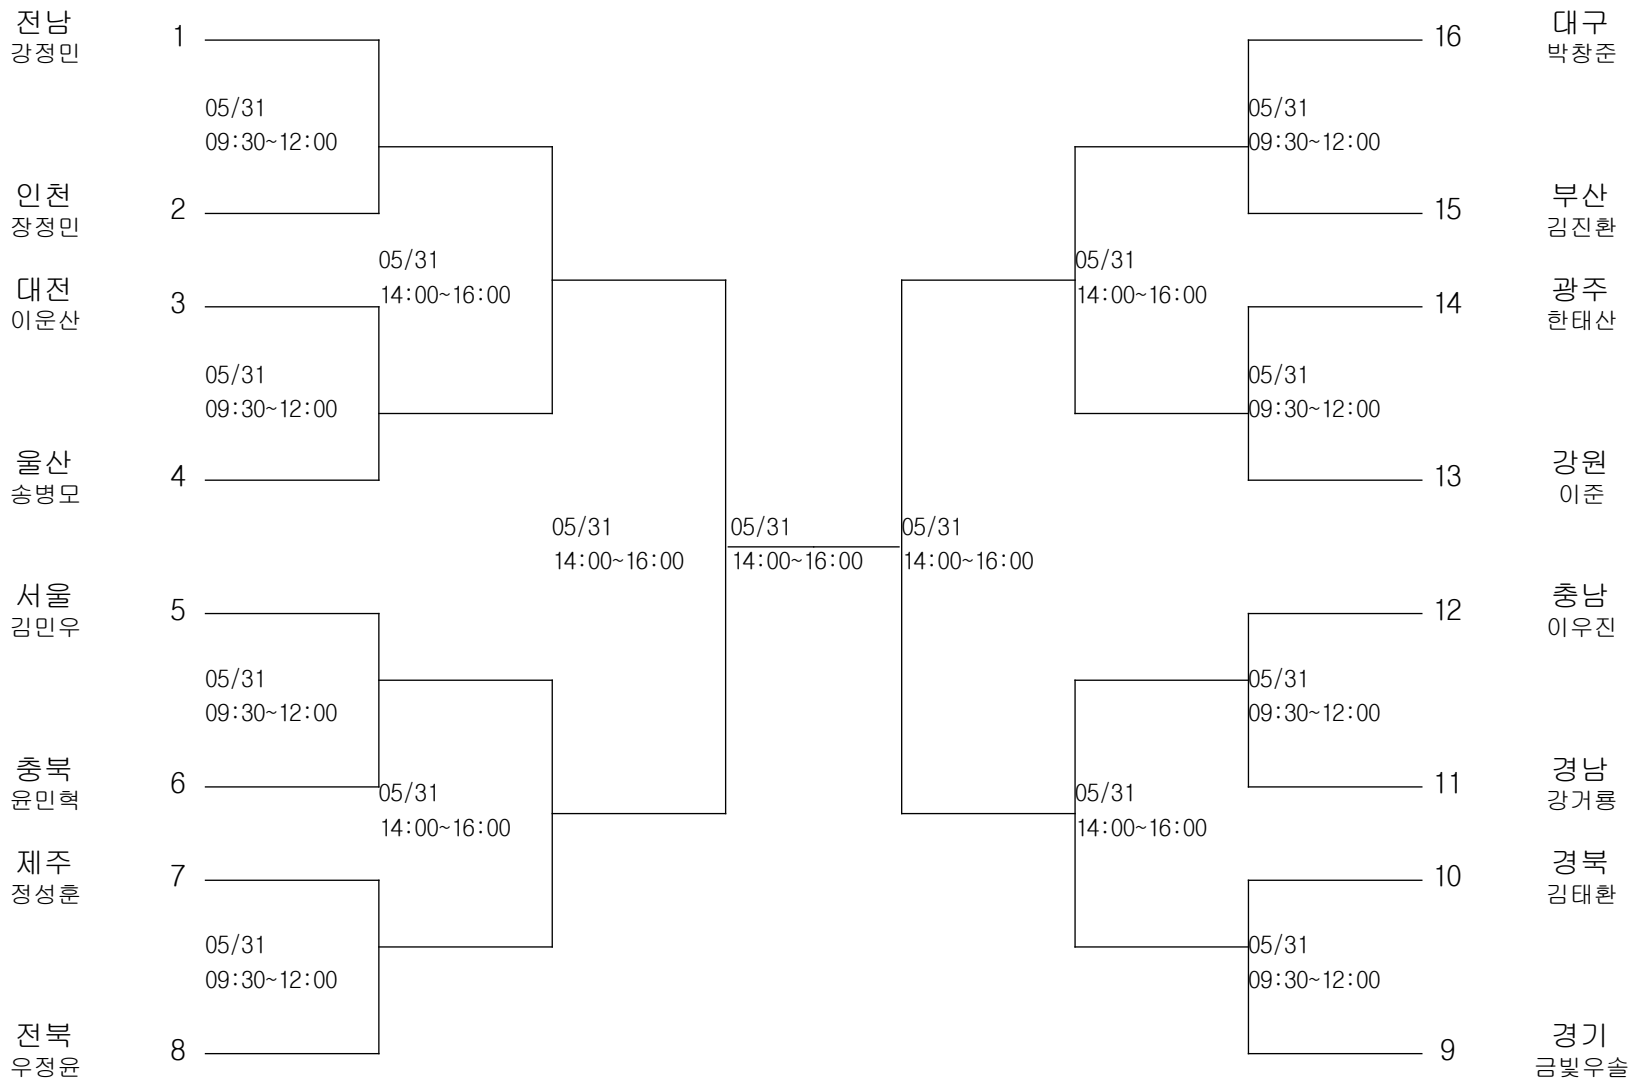 전남
강정민
1
05/31
09:30~12:00
인천
장정민
2
05/31
14:00~16:00
대전
이운산
3
05/31
09:30~12:00
울산
송병모
4
05/31
14:00~16:00
서울
김민우
5
05/31
09:30~12:00
충북
윤민혁
6
05/31
14:00~16:00
제주
정성훈
7
05/31
09:30~12:00
전북
우정윤
8
05/31
14:00~16:00
16
대구
박창준
05/31
09:30~12:00
15
부산
김진환
05/31
14:00~16:00
14
광주
한태산
05/31
09:30~12:00
13
강원
이준
05/31
14:00~16:00
12
충남
이우진
05/31
09:30~12:00
11
경남
강거룡
05/31
14:00~16:00
10
경북
김태환
05/31
09:30~12:00
9
경기
금빛우솔